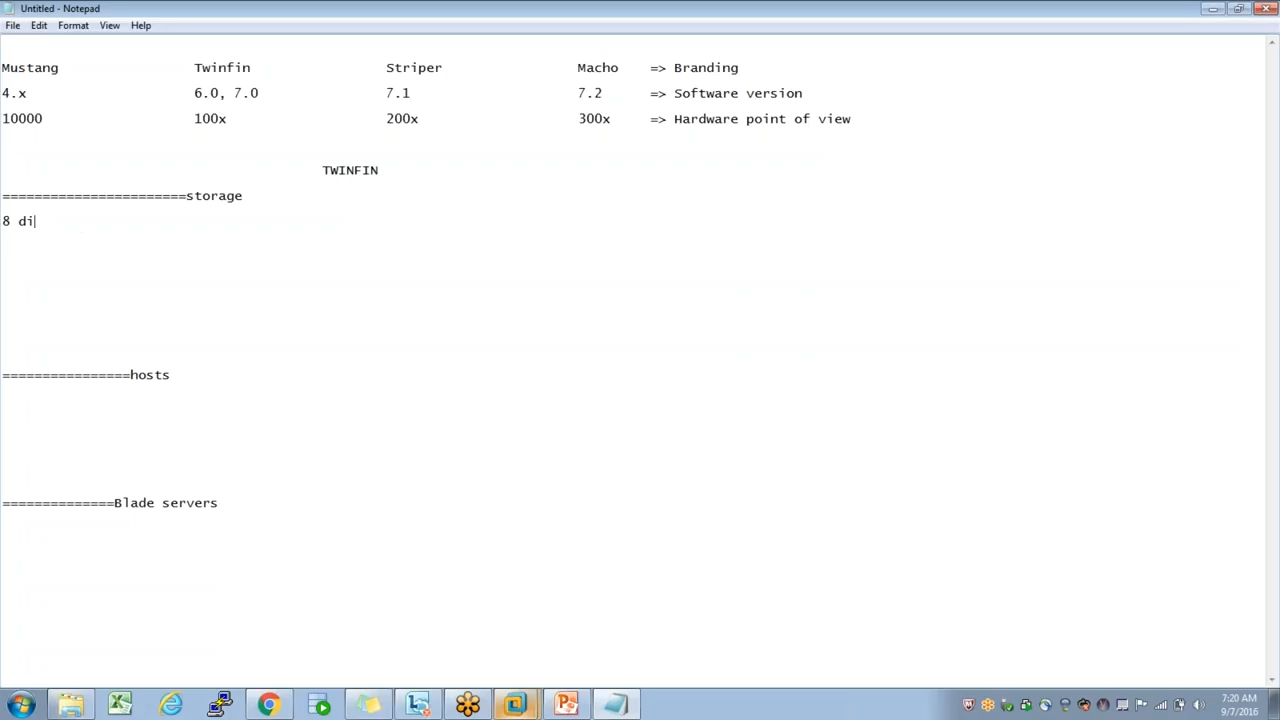 Untitled - Notepad
File Edit Format View Help
Mustang Twinfin Striper Macho => Branding
4.x 6.0, 7.0 7.1 7.2 => Software version
10000 100x 200x 300x => Hardware point of view
TWINFIN
=======================storage
8 di
================hosts
==============Blade servers
7:20 AM
9/7/2016